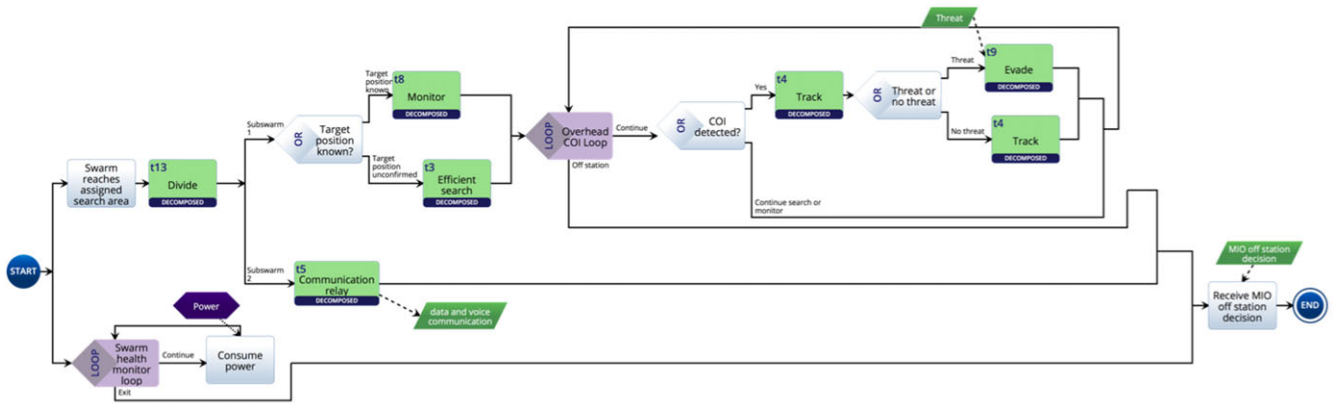 START
Swarm
reaches
assigned
search area
t13
Divide
DECOMPOSED
Subswarm
1
OR
Target
position
known?
Target
position
known
t8
Monitor
DECOMPOSED
Target
position
unconfirmed
t3
Efficient
search
DECOMPOSED
LOOP
Overhead
COI Loop
Continue
Off station
OR
COI
detected?
Yes
t4
Track
DECOMPOSED
OR
Threat or
no threat
Threat
Threat
t9
Evade
DECOMPOSED
No threat
t4
Track
DECOMPOSED
Continue search or
monitor
Subswarm
2
t5
Communication
relay
DECOMPOSED
data and voice
communication
Power
LOOP
Swarm
health
monitor
loop
Continue
Exit
Consume
power
MIO off station
decision
Receive MIO
off station
decision
END